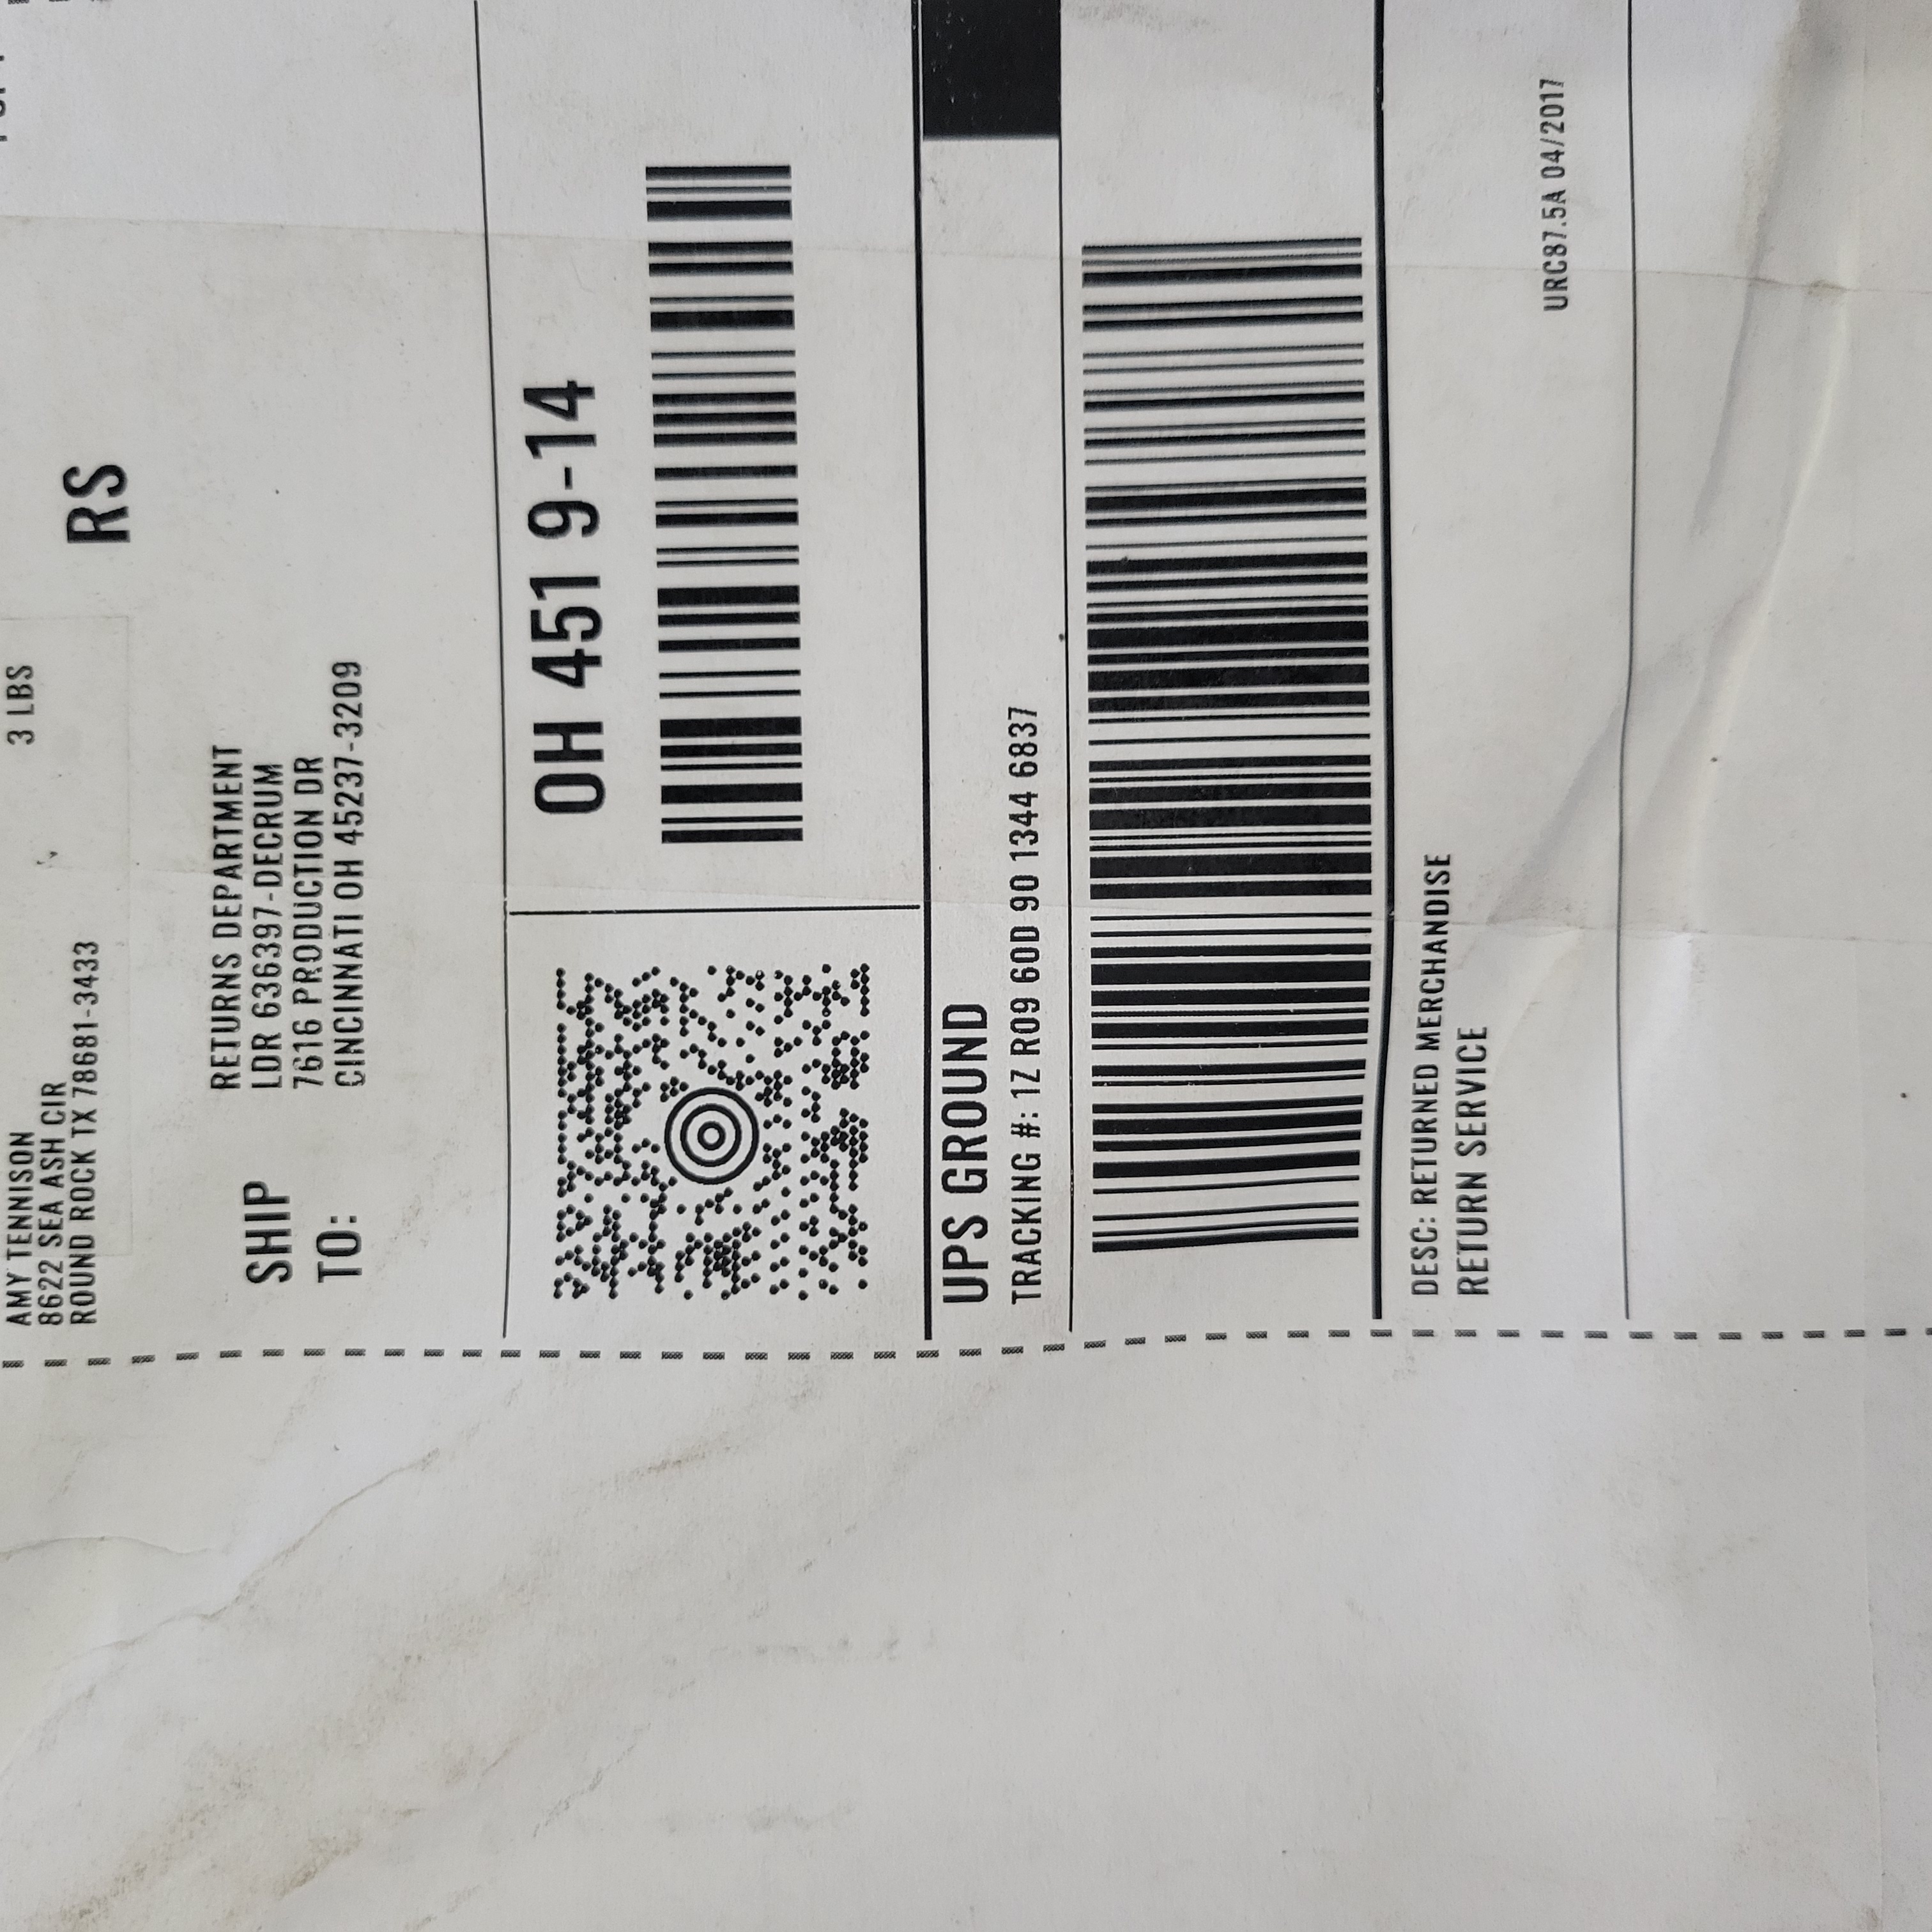 3 LBS
AMY TENNISON
8622 SEA ASH CIR
ROUND ROCK TX 78681-3433
RS
SHIP
TO:
RETURNS DEPARTMENT
LDR 636397-DECRUM
7616 PRODUCTION DR
CINCINNATI OH 45237-3209
OH 451 9-14
UPS GROUND
TRACKING #: 1Z R09 60D 90 1344 6837
DESC: RETURNED MERCHANDISE
RETURN SERVICE
URC87.5A 04/2017